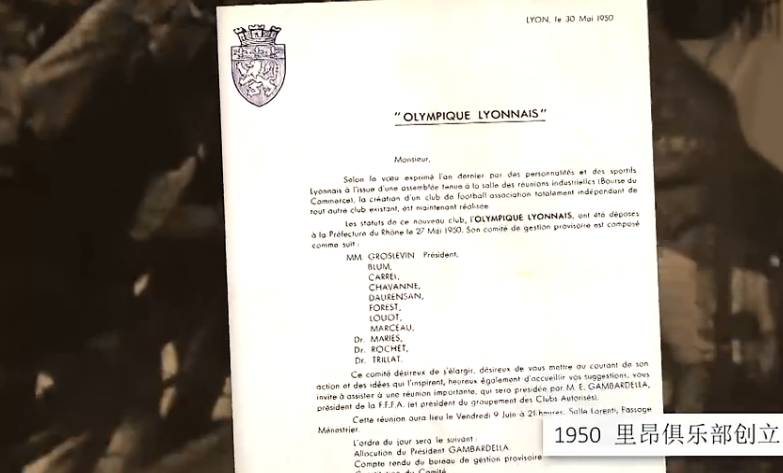 LYON, le 30 Mai 1950
"OLYMPIQUE LYONNAIS"
Monsieur,
Selon le vœu exprimé l'an dernier par des personnalités et des sportifs
Lyonnais à l'issue d'une assemblée tenue à la salle des réunions industrielles (Bourse du
Commerce), la création d'un club de football association totalement indépendant de
tout autre club existant, est maintenant réalisée
Les statuts de ce nouveau club, l'OLYMPIQUE LYONNAIS, ont été déposés
à la Préfecture du Rhône le 27 Mai 1950. Son comité de gestion provisoire est composé
comme suit :
MM. GROSLEVIN Président,
BLUM,
CARREL,
CHAVANNE,
DAURENSAN,
FOREST,
LOUOT,
MARCEAU,
Dr. MARIES,
Dr. ROCHET,
Dr. TRILLAT.
Ce comité désireux de s'élargir, désireux de vous mettre au courant de son
action et des idées qui l'inspirent, heureux également d'accueillir vos suggestions, vous
invite à assister à une réunion importante, qui sera présidée par M. E. GAMBARDELLA,
président de la F.F.F.A. (et président du groupement des Clubs Autorisés).
Cette réunion aura lieu le Vendredi 9 Juin à 21 heures, Salle Lorenti, Passage
Ménestrier.
L'ordre du jour sera le suivant :
Allocution du Président GAMBARDELLA.
Compte rendu du bureau de gestion provisoire
du Comité
1950 里昂俱乐部创立